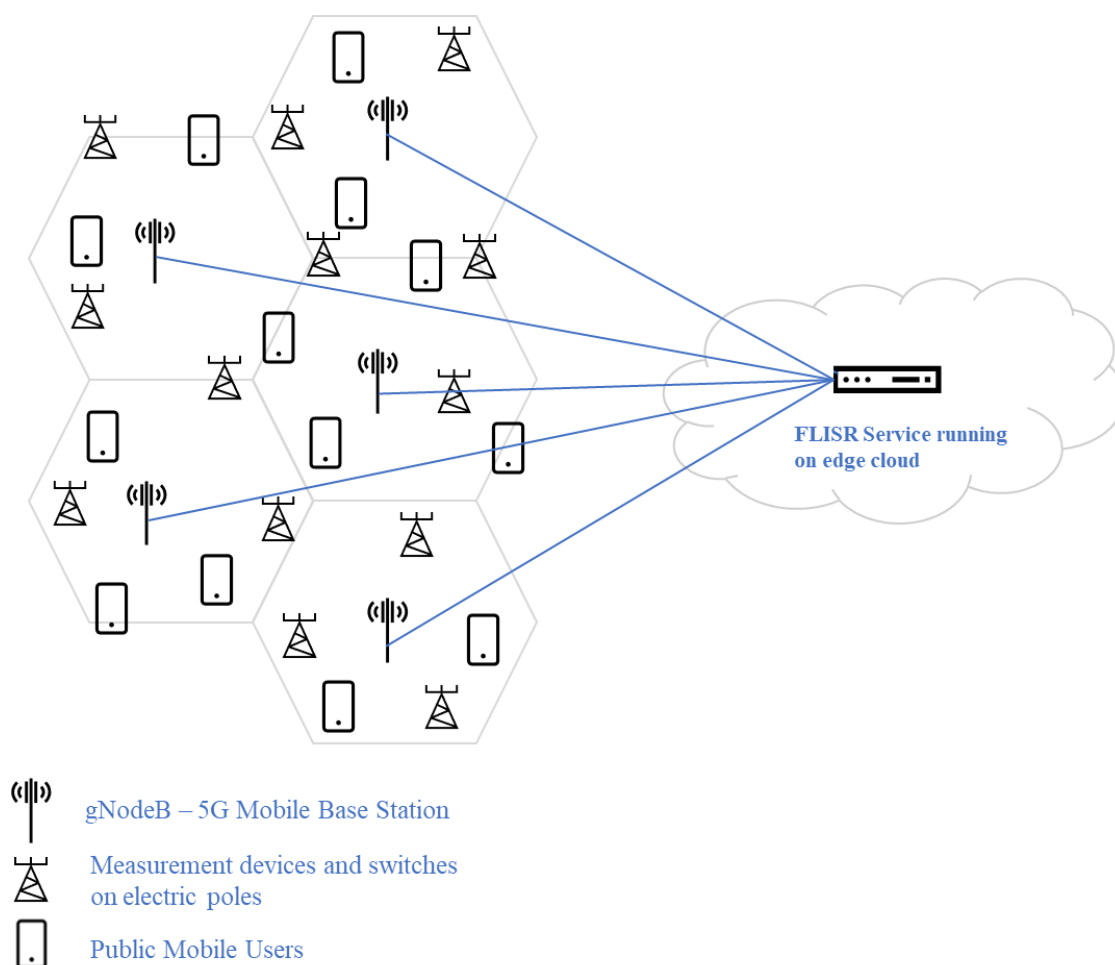 FLISR Service running
on edge cloud
gNodeB – 5G Mobile Base Station
Measurement devices and switches
on electric poles
Public Mobile Users